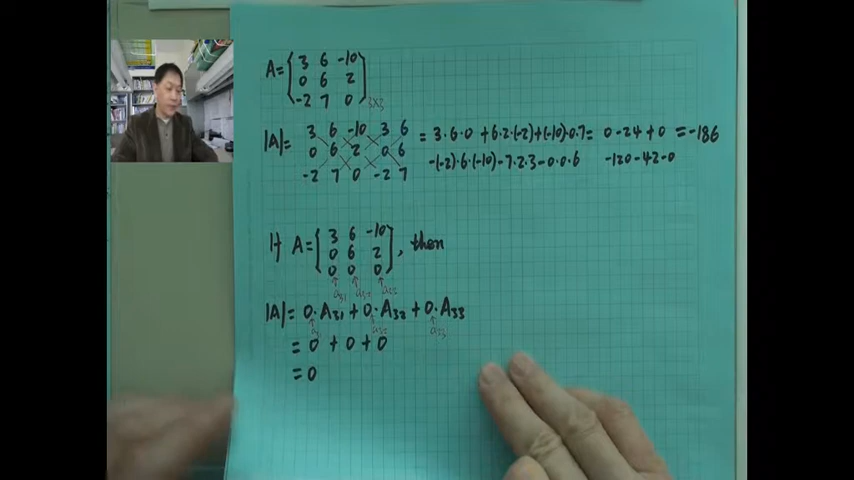 A = [ 3 6 -10
0 6 2
-2 7 0 ] 3×3
|A| = 3 6 -10 3 6 = 3·6·0 + 6·2·(-2) + (-10)·0·7 = 0 - 24 + 0 = -186
0 6 2 0 6 -(-2)·6·(-10) - 7·2·3 - 0·0·6 -120 - 42 - 0
-2 7 0 -2 7
If A = [ 3 6 -10
0 6 2 , then
0 0 0 ]
a31 a32 a33
|A| = 0·A31 + 0·A32 + 0·A33
a32
= 0 + 0 + 0
= 0